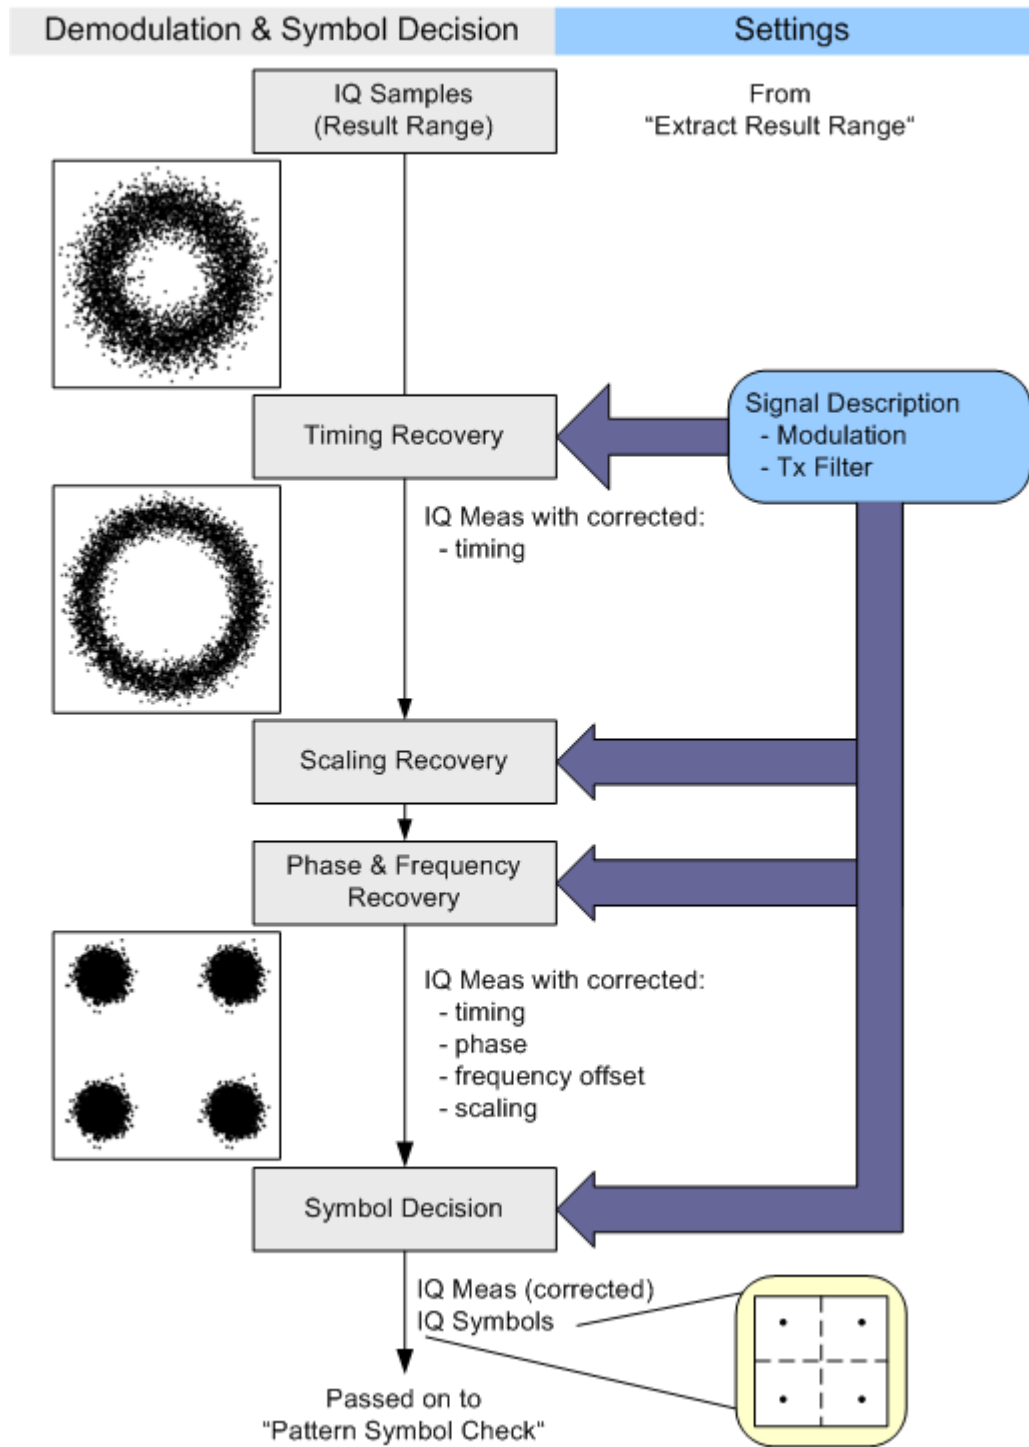 Demodulation & Symbol Decision
Settings
IQ Samples
(Result Range)
From
"Extract Result Range"
Signal Description
- Modulation
- Tx Filter
Timing Recovery
IQ Meas with corrected:
- timing
Scaling Recovery
Phase & Frequency
Recovery
IQ Meas with corrected:
- timing
- phase
- frequency offset
- scaling
Symbol Decision
IQ Meas (corrected)
IQ Symbols
Passed on to
"Pattern Symbol Check"